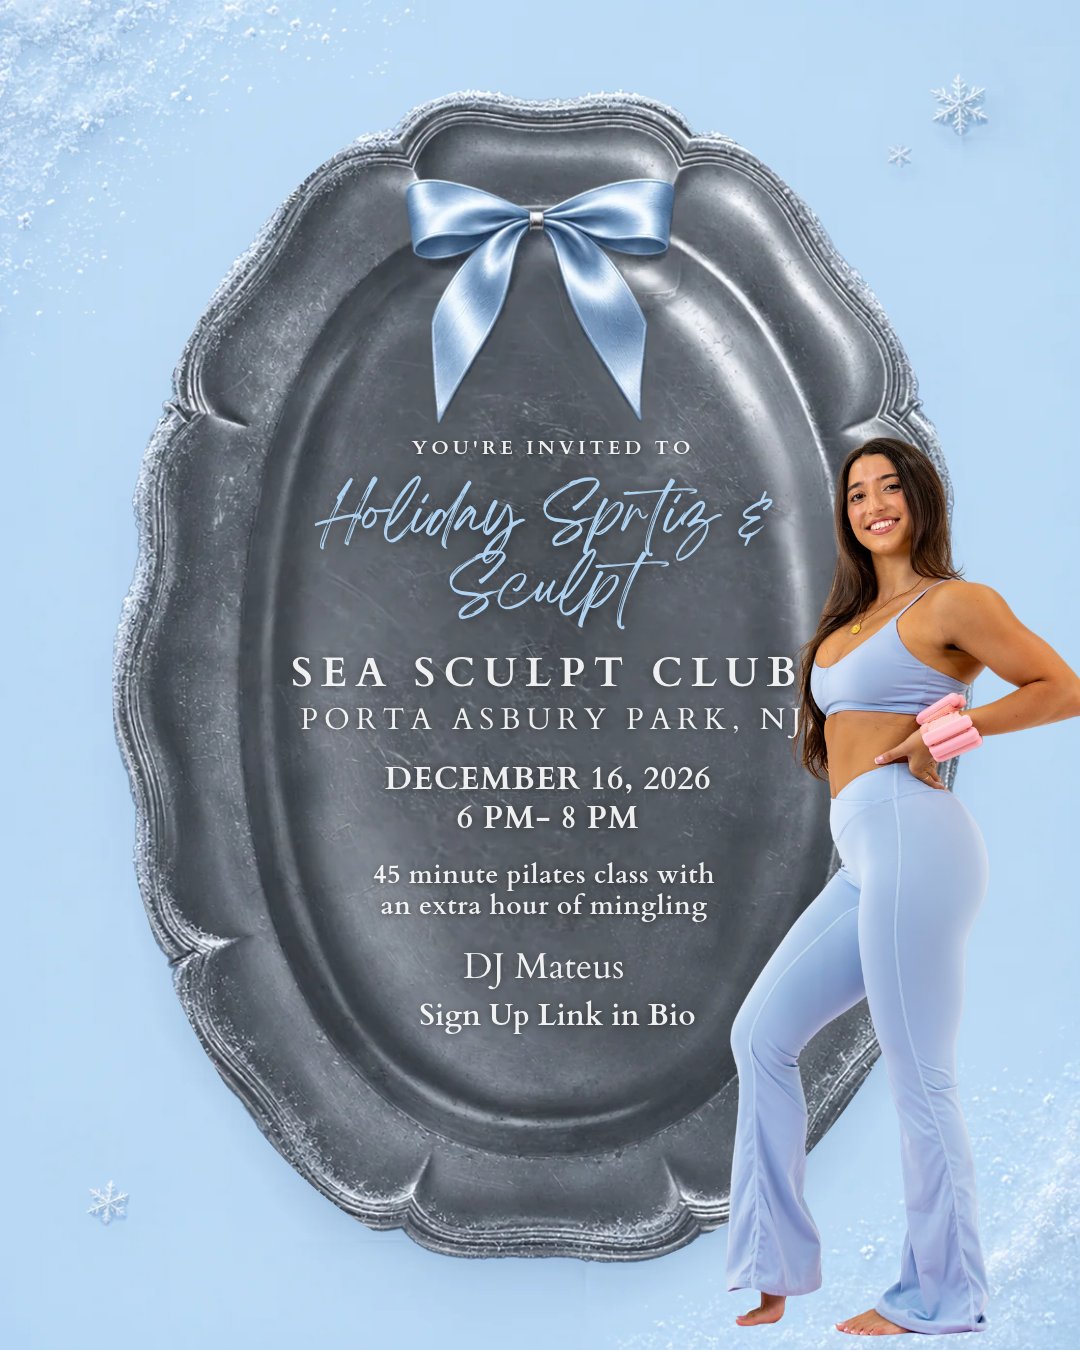 YOU'RE INVITED TO
Holiday Sprtiz &
Sculpt
SEA SCULPT CLUB
PORTA ASBURY PARK, NJ
DECEMBER 16, 2026
6 PM- 8 PM
45 minute pilates class with
an extra hour of mingling
DJ Mateus
Sign Up Link in Bio